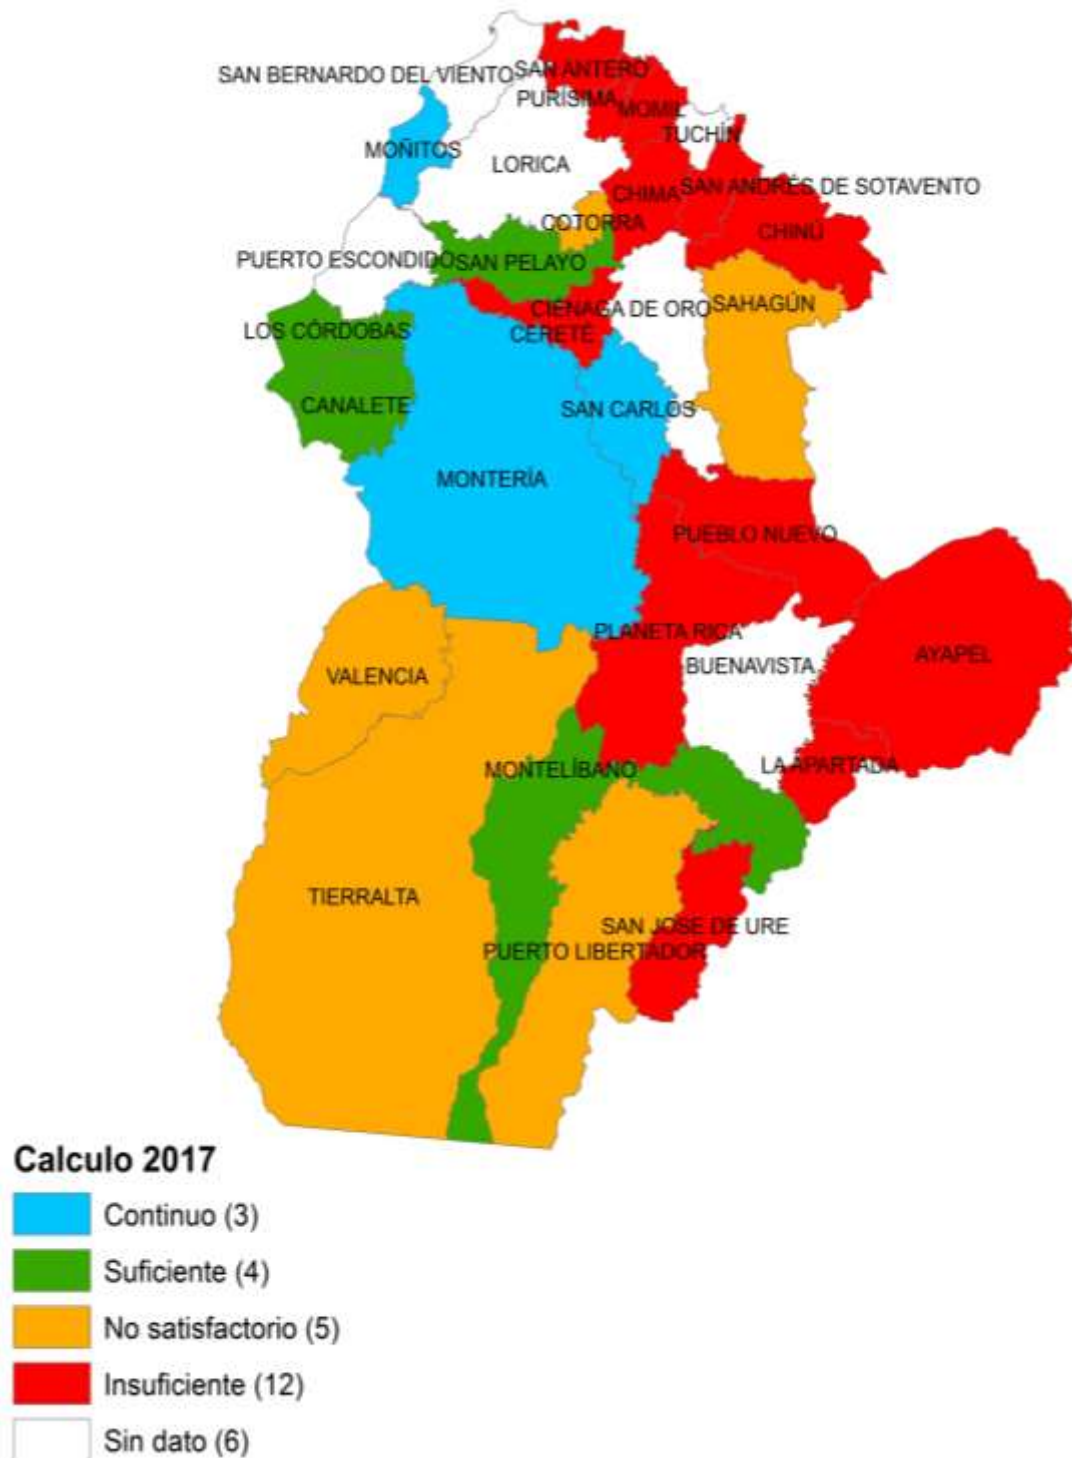 SAN BERNARDO DEL VIENTO
SAN ANTERO
PURÍSIMA
MOMIL
TUCHÍN
MOÑITOS
LORICA
CHIMA
SAN ANDRÉS DE SOTAVENTO
COTORRA
CHINÚ
PUERTO ESCONDIDO
SAN PELAYO
CIÉNAGA DE ORO
SAHAGÚN
LOS CÓRDOBAS
CERETÉ
CANALETE
SAN CARLOS
MONTERÍA
PUEBLO NUEVO
PLANETA RICA
BUENAVISTA
AYAPEL
VALENCIA
MONTELÍBANO
LA APARTADA
TIERRALTA
SAN JOSE DE URE
PUERTO LIBERTADOR
Calculo 2017
Continuo (3)
Suficiente (4)
No satisfactorio (5)
Insuficiente (12)
Sin dato (6)